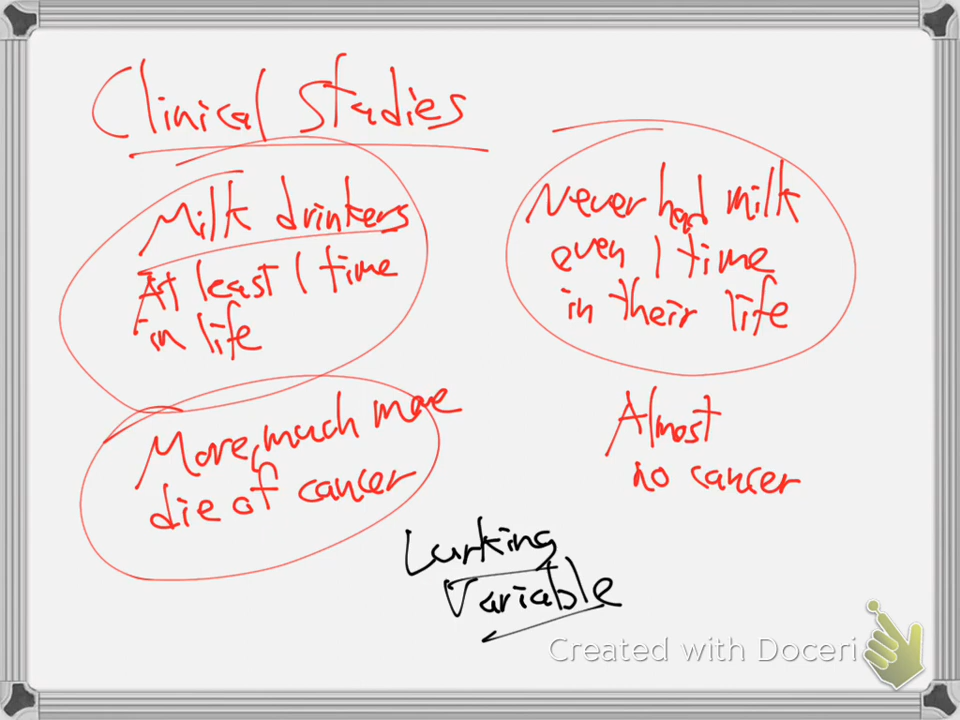 Clinical Studies
Milk drinkers
At least 1 time
in life
Never had milk
even 1 time
in their life
More, much more
die of cancer
Almost
no cancer
Lurking
Variable
Created with Doceri